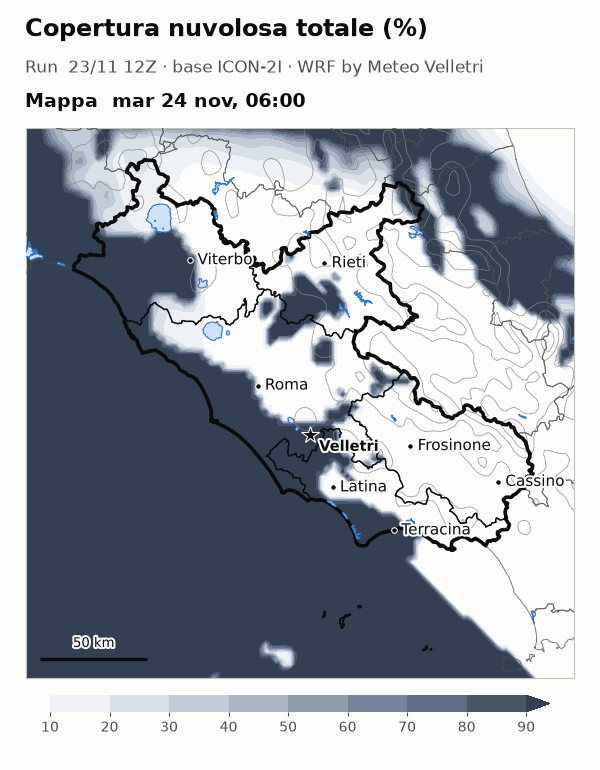 Copertura nuvolosa totale (%)
Run  23/11 12Z · base ICON-2I · WRF by Meteo Velletri
Mappa  mar 24 nov, 06:00
Viterbo
Rieti
Roma
Velletri
Frosinone
Latina
Cassino
Terracina
50 km
10 20 30 40 50 60 70 80 90